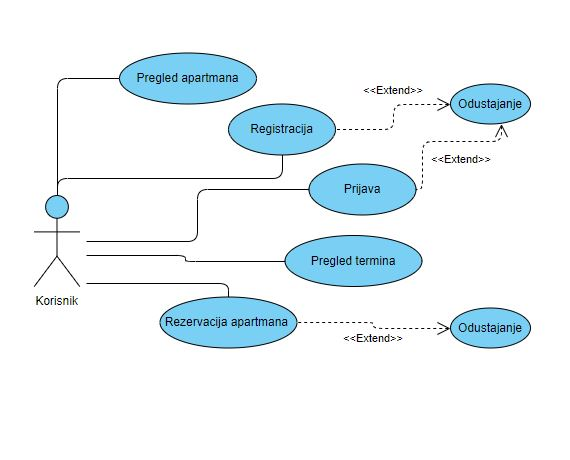 Pregled apartmana
<<Extend>>
Odustajanje
Registracija
<<Extend>>
Prijava
Pregled termina
Korisnik
Rezervacija apartmana
Odustajanje
<<Extend>>